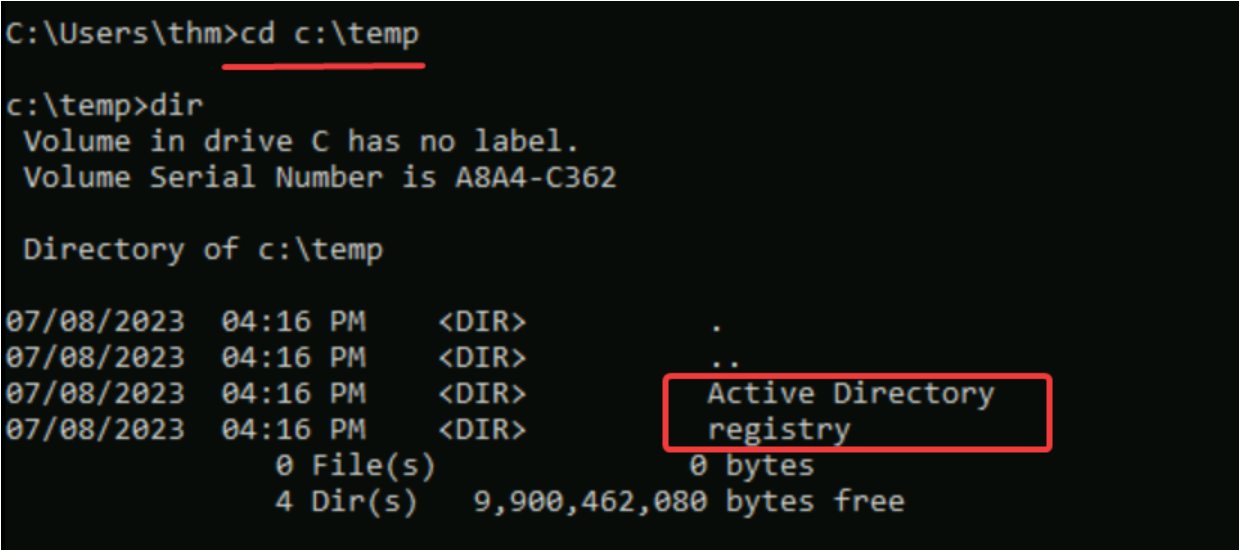 C:\Users\thm>cd c:\temp
c:\temp>dir
 Volume in drive C has no label.
 Volume Serial Number is A8A4-C362
 Directory of c:\temp
07/08/2023  04:16 PM    <DIR>          .
07/08/2023  04:16 PM    <DIR>          ..
07/08/2023  04:16 PM    <DIR>          Active Directory
07/08/2023  04:16 PM    <DIR>          registry
               0 File(s)              0 bytes
               4 Dir(s)   9,900,462,080 bytes free